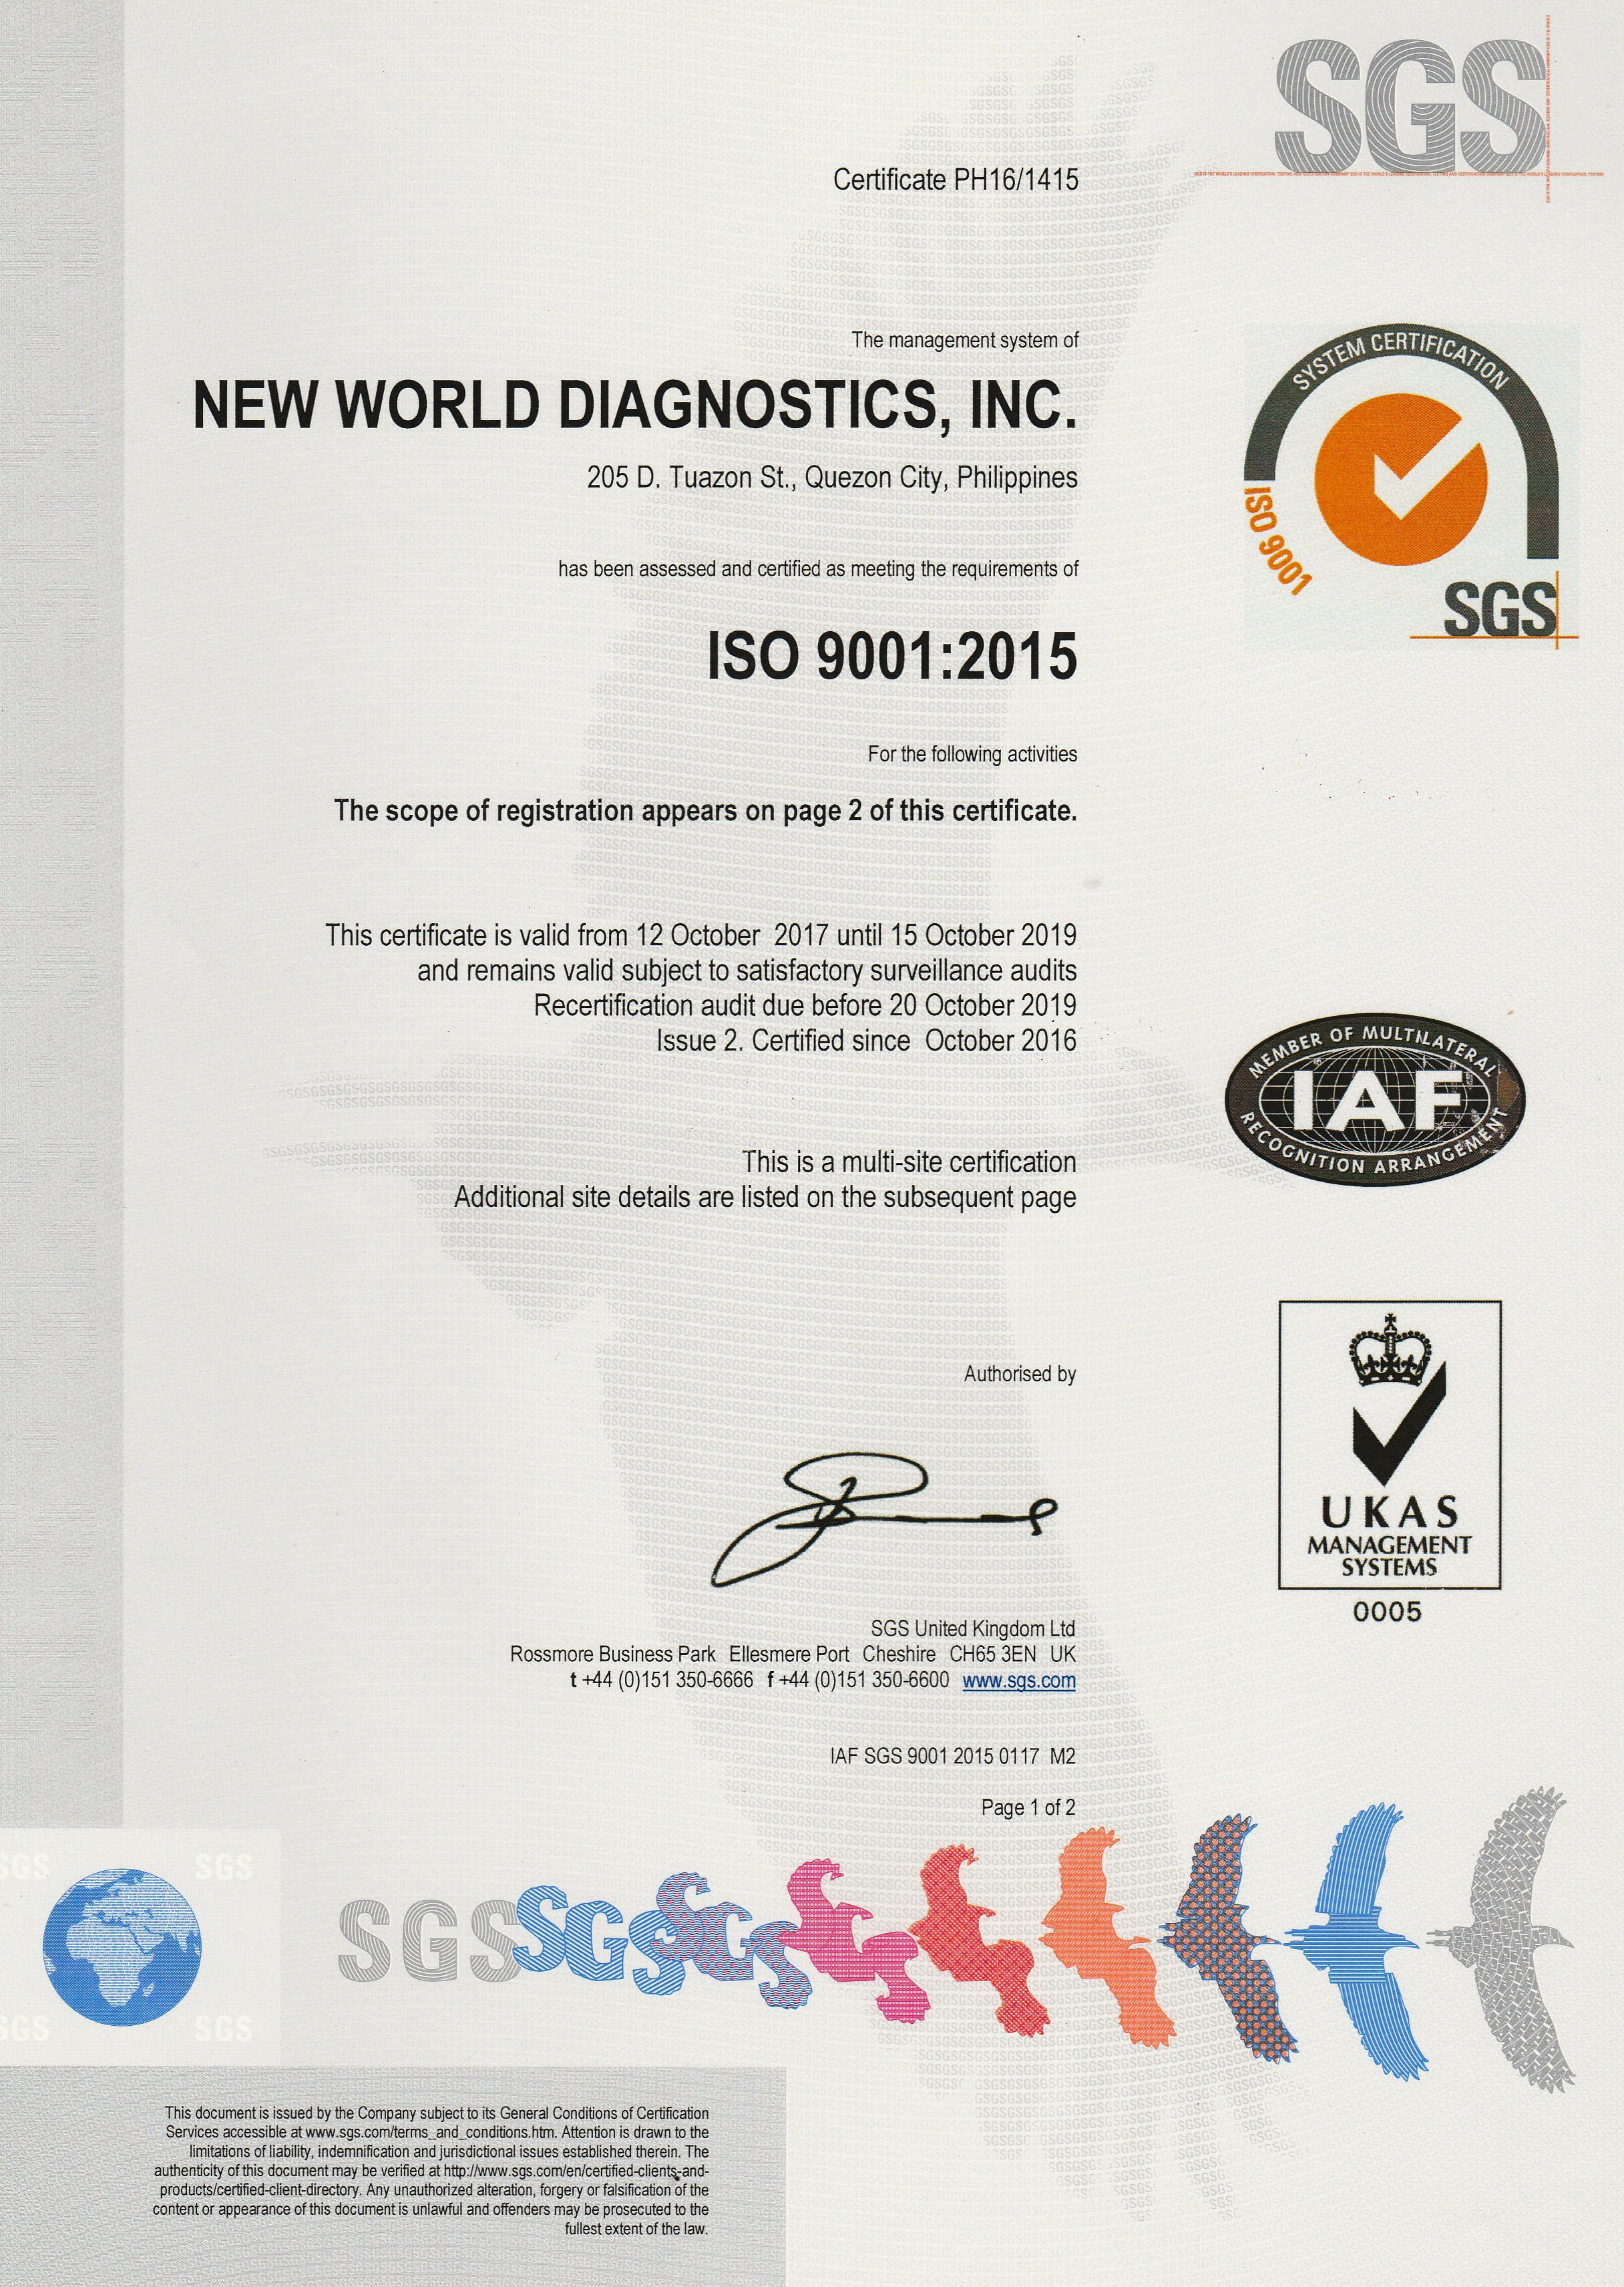 SGS
Certificate PH16/1415
The management system of
NEW WORLD DIAGNOSTICS, INC.
205 D. Tuazon St., Quezon City, Philippines
has been assessed and certified as meeting the requirements of
ISO 9001:2015
For the following activities
The scope of registration appears on page 2 of this certificate.
This certificate is valid from 12 October 2017 until 15 October 2019
and remains valid subject to satisfactory surveillance audits
Recertification audit due before 20 October 2019
Issue 2. Certified since October 2016
This is a multi-site certification
Additional site details are listed on the subsequent page
Authorised by
SGS United Kingdom Ltd
Rossmore Business Park Ellesmere Port Cheshire CH65 3EN UK
t +44 (0)151 350-6666 f +44 (0)151 350-6600 www.sgs.com
IAF SGS 9001 2015 0117 M2
Page 1 of 2
SYSTEM CERTIFICATION
ISO 9001
SGS
MEMBER OF MULTILATERAL
IAF
RECOGNITION ARRANGEMENT
UKAS
MANAGEMENT
SYSTEMS
0005
SGS SGS
SGS SGS
SGS SGS SGS
This document is issued by the Company subject to its General Conditions of Certification
Services accessible at www.sgs.com/terms_and_conditions.htm. Attention is drawn to the
limitations of liability, indemnification and jurisdictional issues established therein. The
authenticity of this document may be verified at http://www.sgs.com/en/certified-clients-and-
products/certified-client-directory. Any unauthorized alteration, forgery or falsification of the
content or appearance of this document is unlawful and offenders may be prosecuted to the
fullest extent of the law.